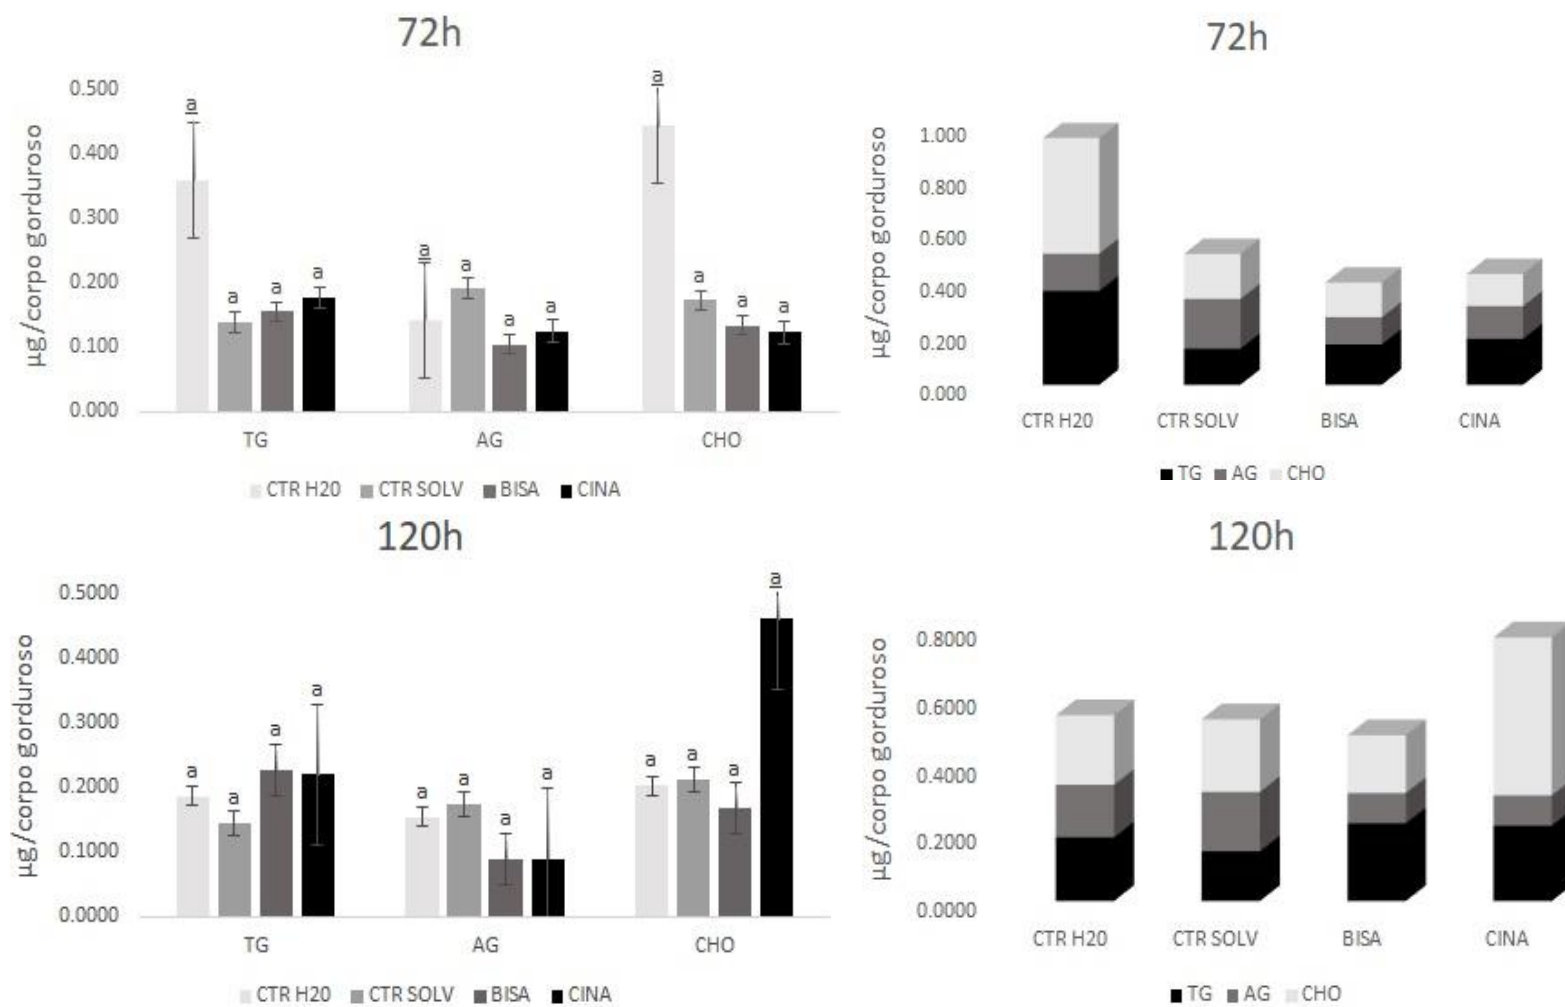 72h
µg/corpo gorduroso
0.500
0.400
0.300
0.200
0.100
0.000
a a a a
a a a a
a a a a
TG AG CHO
CTR H20 CTR SOLV BISA CINA
72h
µg/corpo gorduroso
1.000
0.800
0.600
0.400
0.200
0.000
CTR H20 CTR SOLV BISA CINA
TG AG CHO
120h
µg/corpo gorduroso
0.5000
0.4000
0.3000
0.2000
0.1000
0.0000
a a a a
a a a a
a a a a
TG AG CHO
CTR H20 CTR SOLV BISA CINA
120h
µg/corpo gorduroso
0.8000
0.6000
0.4000
0.2000
0.0000
CTR H20 CTR SOLV BISA CINA
TG AG CHO